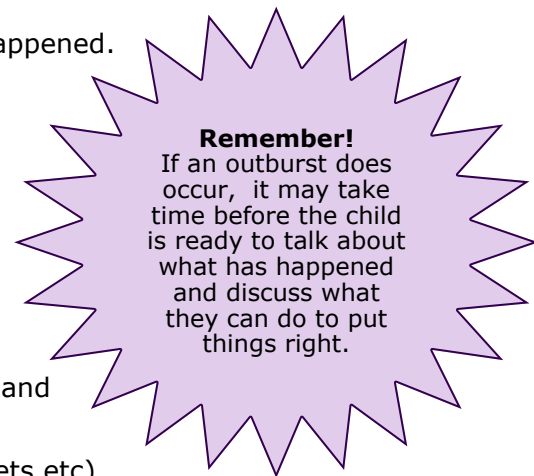 appened.
Remember!
If an outburst does
occur, it may take
time before the child
is ready to talk about
what has happened
and discuss what
they can do to put
things right.
and
ets etc)